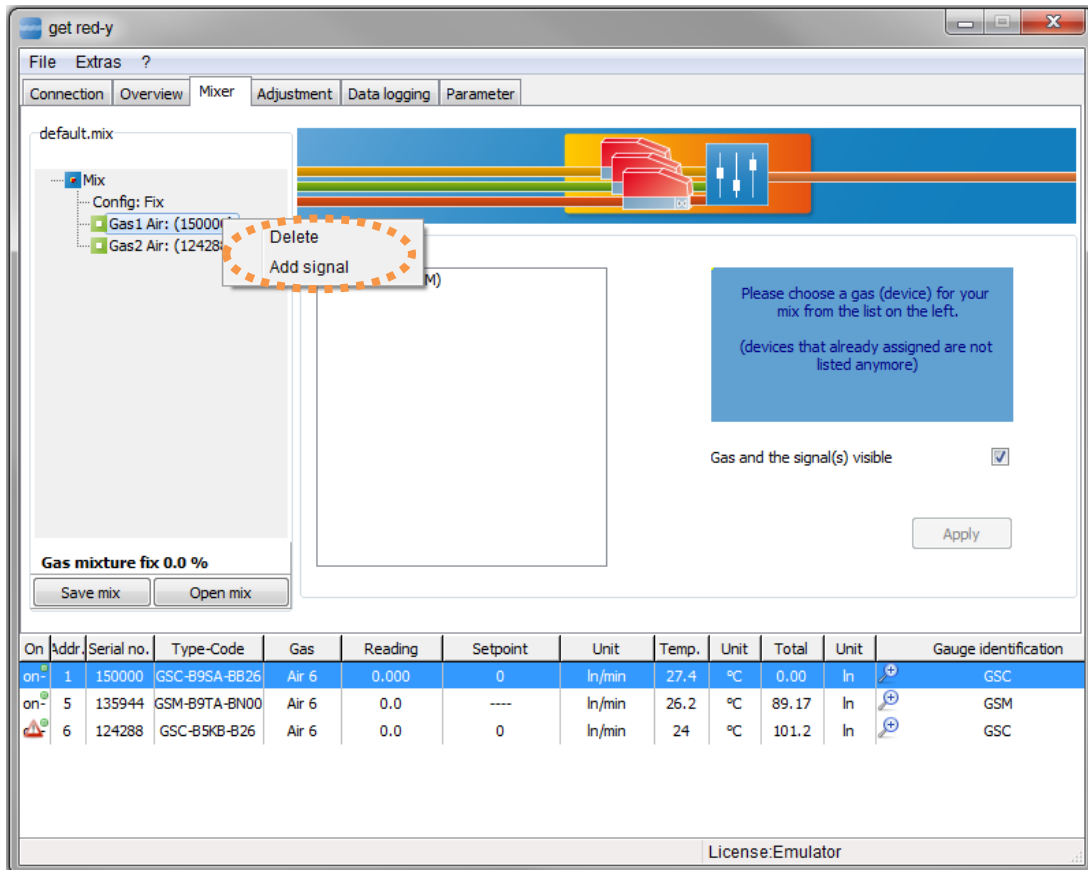 get red-y
File Extras ?
Connection Overview Mixer Adjustment Data logging Parameter
default.mix
Mix
Config: Fix
Gas1 Air: (150000)
Gas2 Air: (124288
Delete
Add signal
M)
Please choose a gas (device) for your
mix from the list on the left.
(devices that already assigned are not
listed anymore)
Gas and the signal(s) visible
Apply
Gas mixture fix 0.0 %
Save mix Open mix
On Addr. Serial no. Type-Code Gas Reading Setpoint Unit Temp. Unit Total Unit Gauge identification
on 1 150000 GSC-B9SA-BB26 Air 6 0.000 0 ln/min 27.4 °C 0.00 ln GSC
on 5 135944 GSM-B9TA-BN00 Air 6 0.0 ---- ln/min 26.2 °C 89.17 ln GSM
6 124288 GSC-B5KB-B26 Air 6 0.0 0 ln/min 24 °C 101.2 ln GSC
License:Emulator